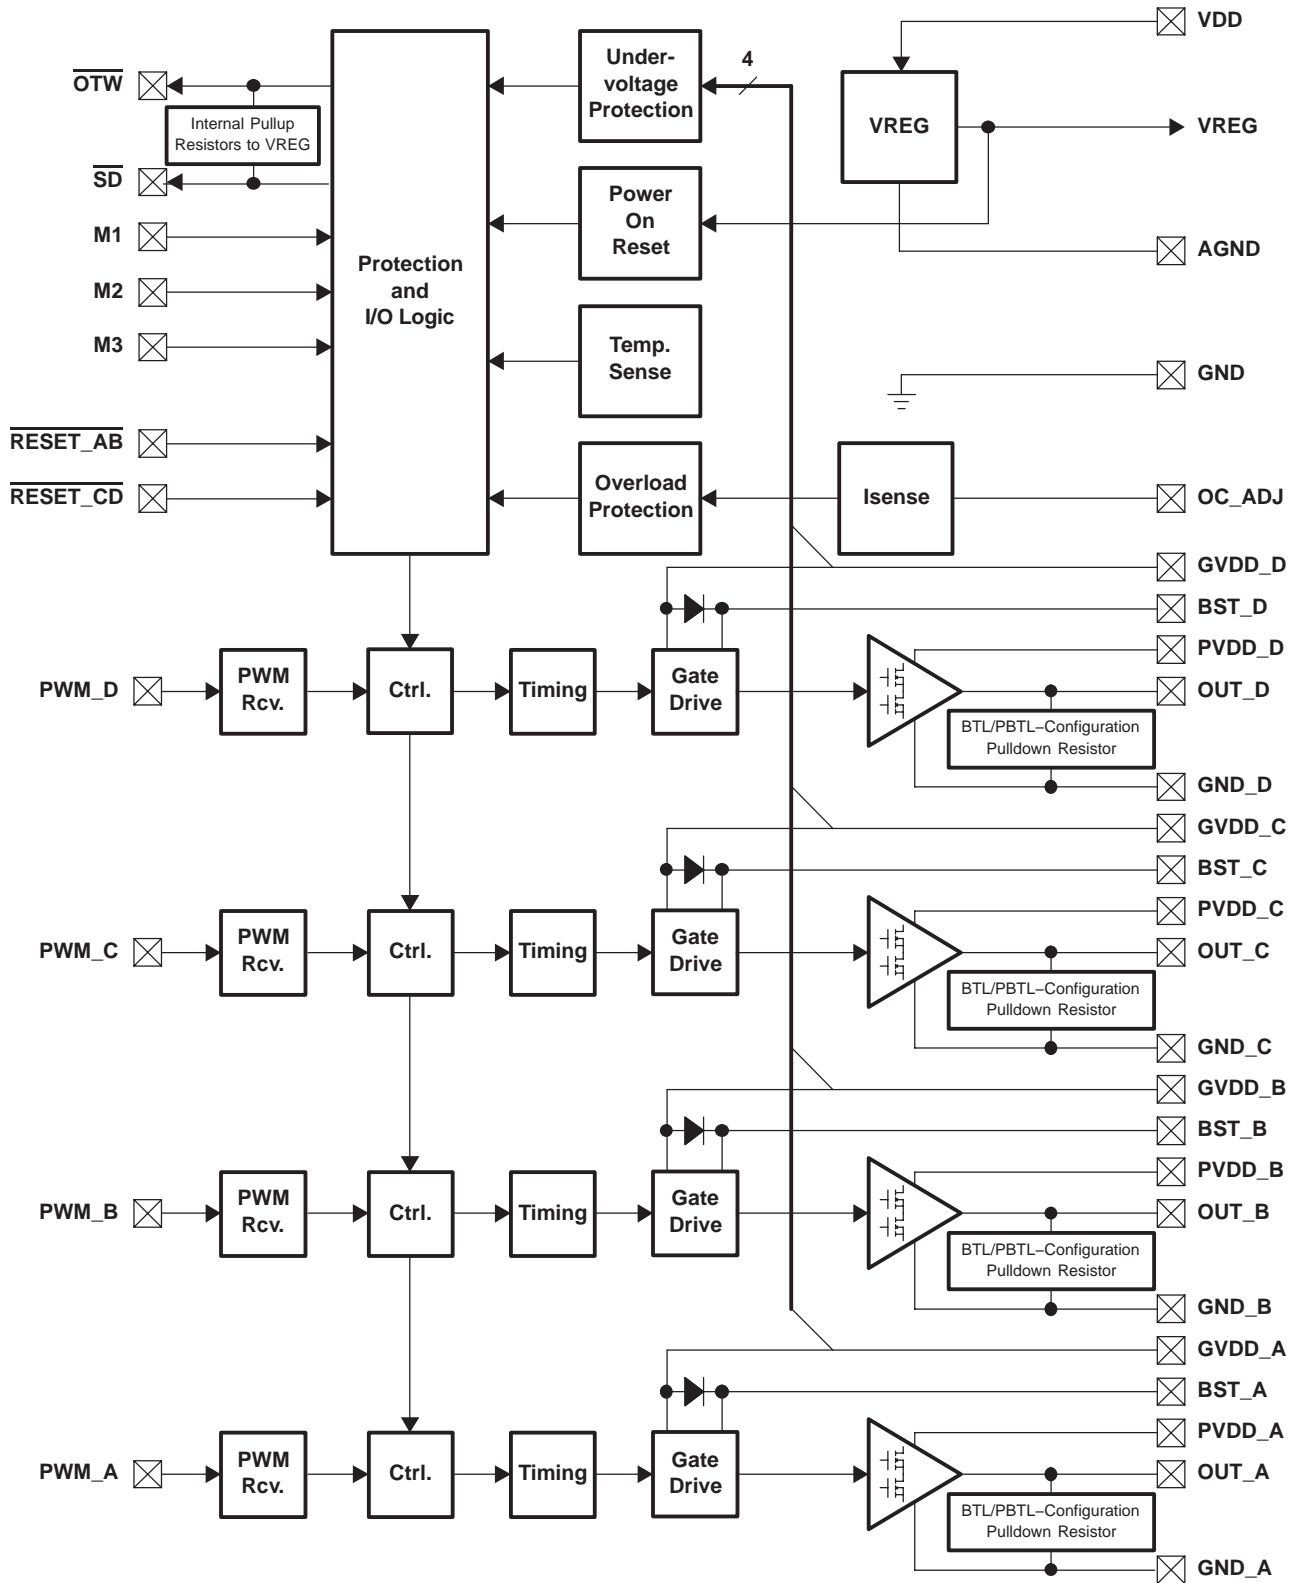 VDD
Under-
voltage
Protection
4
OTW
Internal Pullup
Resistors to VREG
VREG
VREG
SD
M1
Power
On
Reset
AGND
Protection
and
I/O Logic
M2
M3
Temp.
Sense
GND
RESET_AB
RESET_CD
Overload
Protection
Isense
OC_ADJ
GVDD_D
BST_D
PVDD_D
PWM_D
PWM
Rcv.
Ctrl.
Timing
Gate
Drive
OUT_D
BTL/PBTL–Configuration
Pulldown Resistor
GND_D
GVDD_C
BST_C
PVDD_C
PWM_C
PWM
Rcv.
Ctrl.
Timing
Gate
Drive
OUT_C
BTL/PBTL–Configuration
Pulldown Resistor
GND_C
GVDD_B
BST_B
PVDD_B
PWM_B
PWM
Rcv.
Ctrl.
Timing
Gate
Drive
OUT_B
BTL/PBTL–Configuration
Pulldown Resistor
GND_B
GVDD_A
BST_A
PVDD_A
PWM_A
PWM
Rcv.
Ctrl.
Timing
Gate
Drive
OUT_A
BTL/PBTL–Configuration
Pulldown Resistor
GND_A